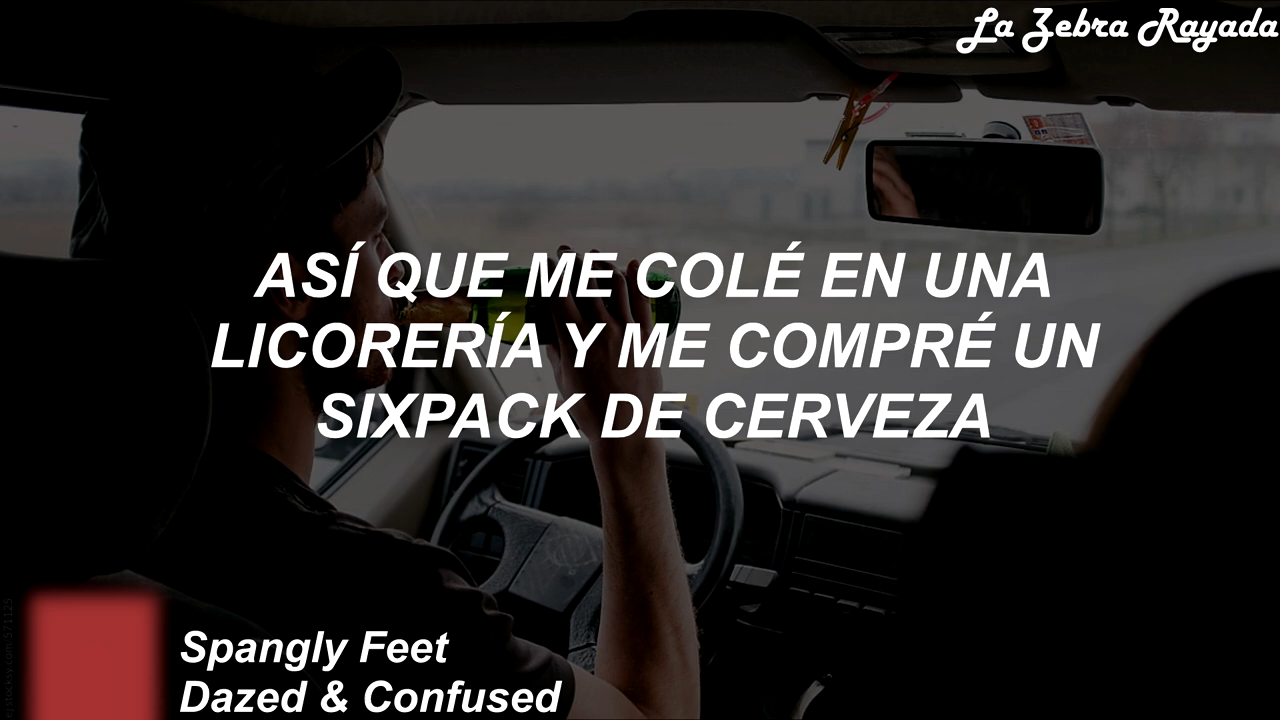 La Zebra Rayada
ASÍ QUE ME COLÉ EN UNA
LICORERÍA Y ME COMPRÉ UN
SIXPACK DE CERVEZA
Spangly Feet
Dazed & Confused